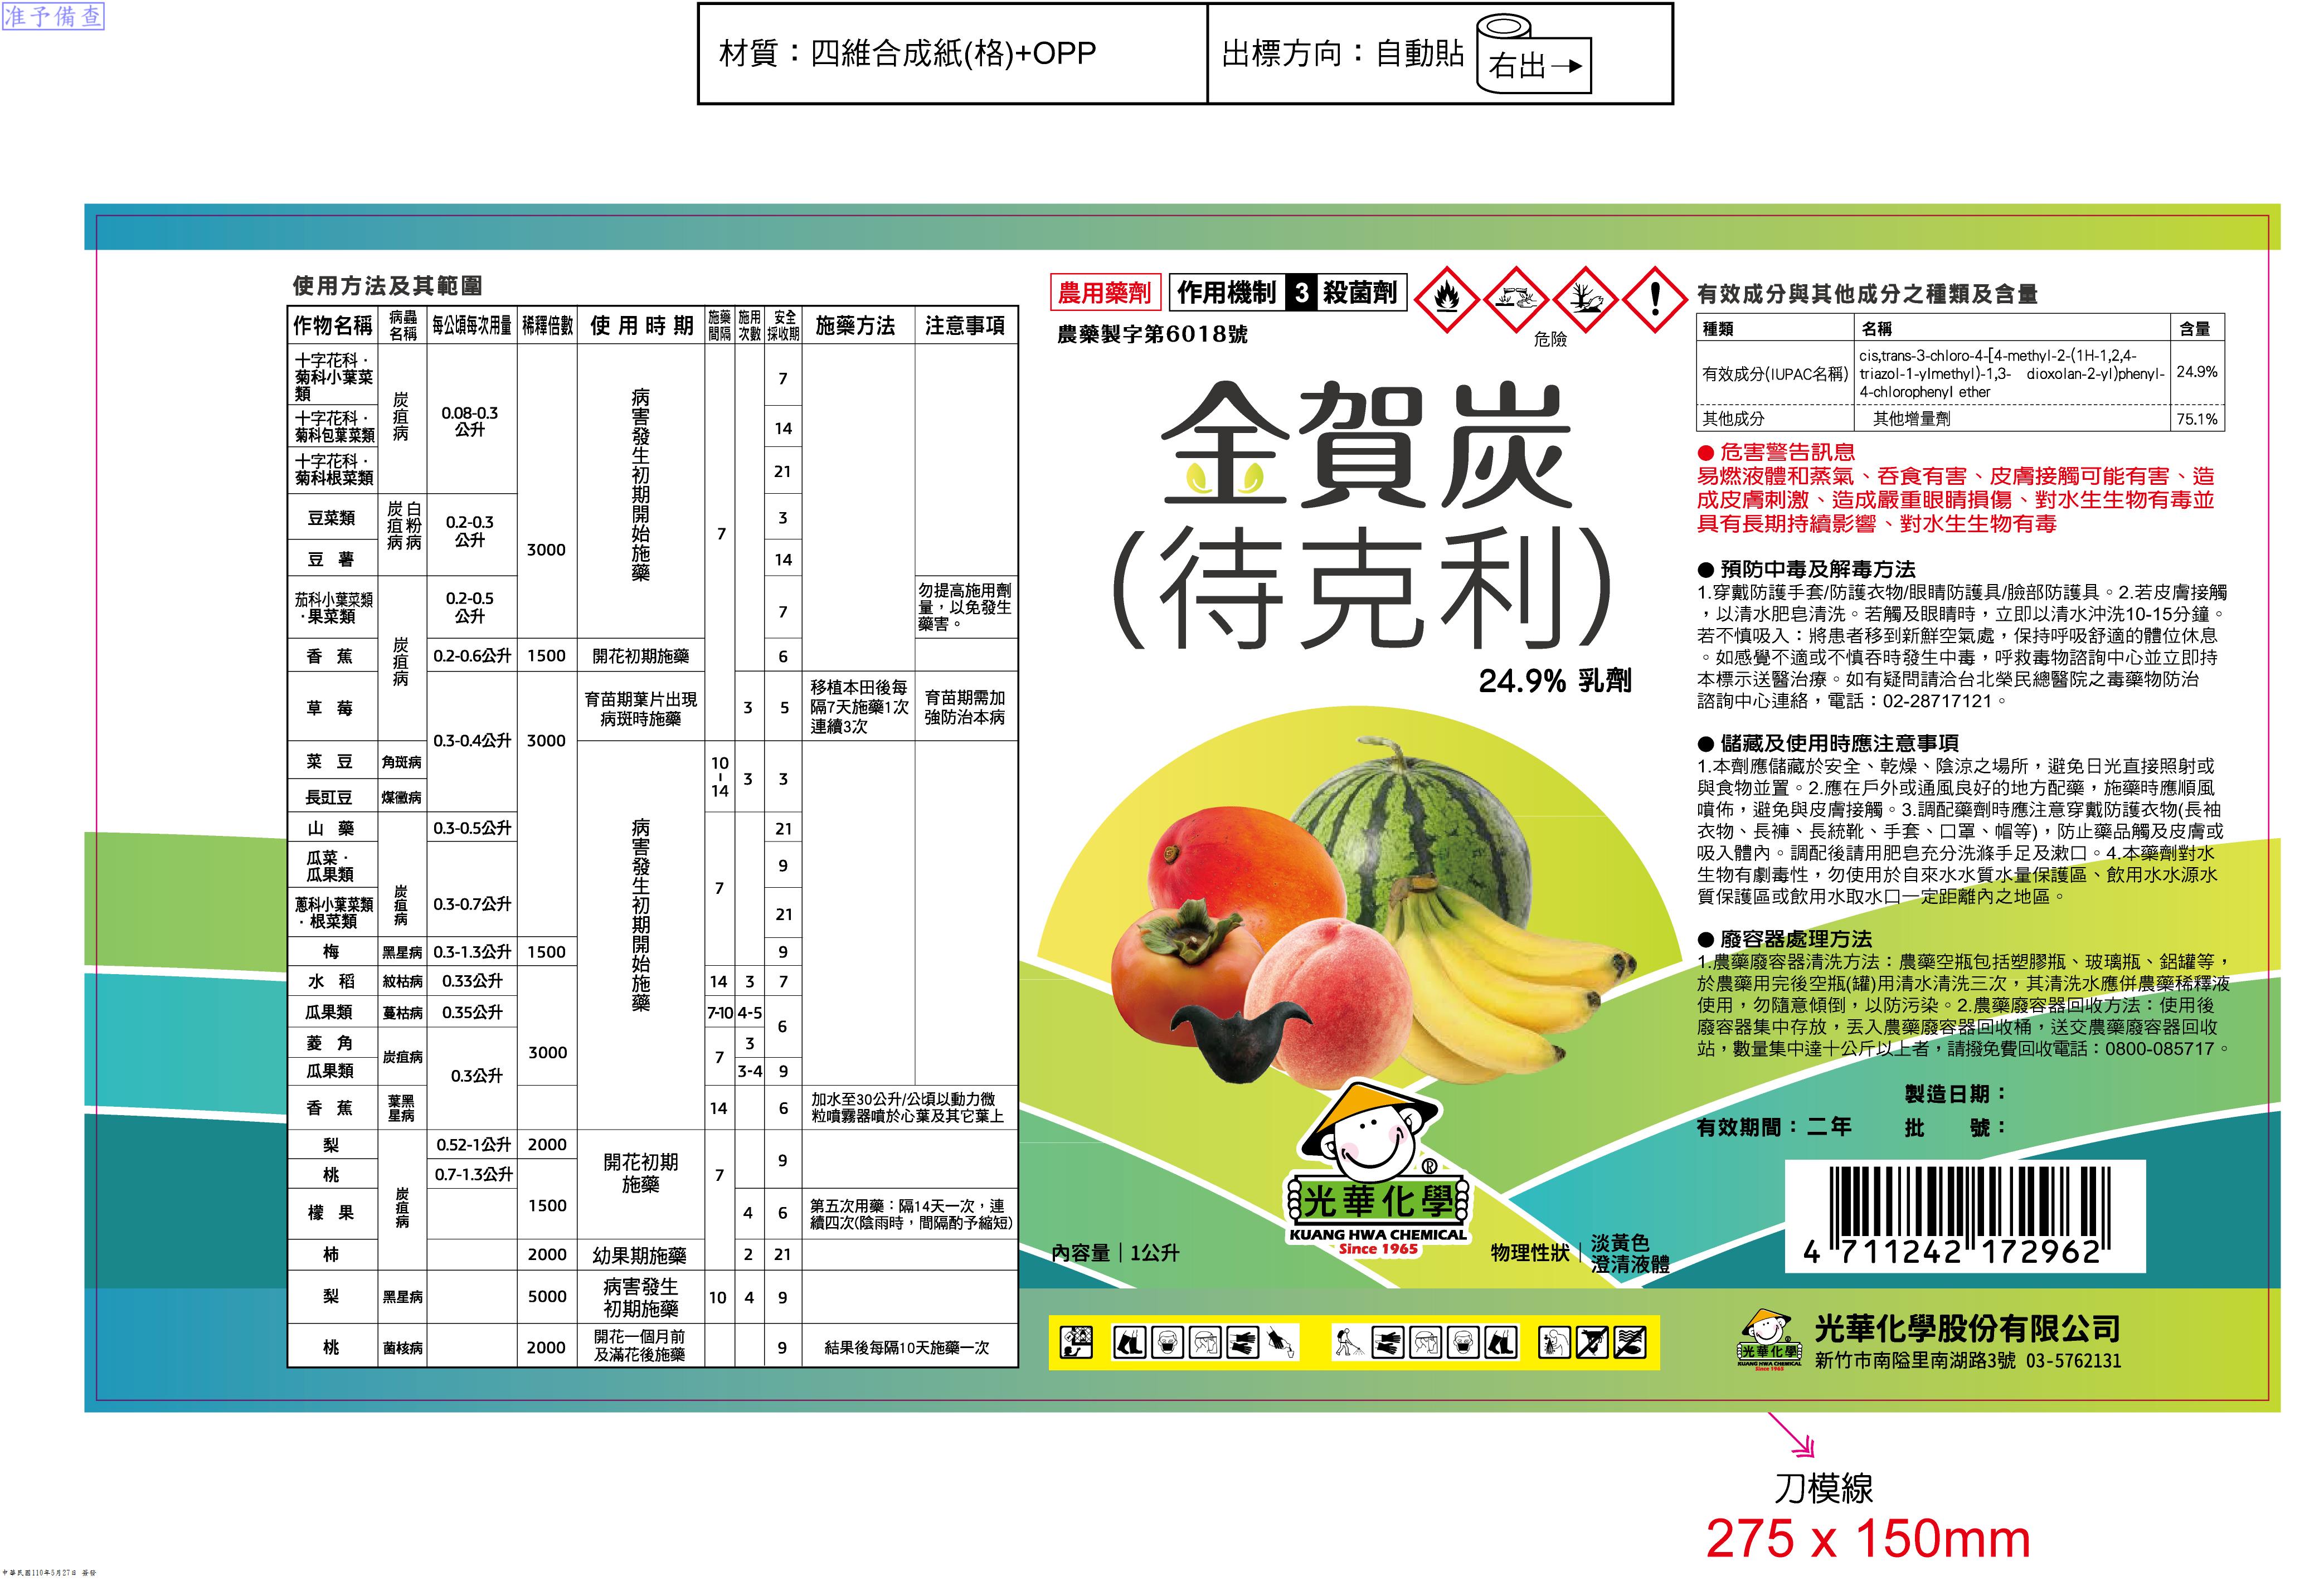 准予備查
材質：四維合成紙(格)+OPP
出標方向：自動貼
右出→
使用方法及其範圍
作物名稱 病蟲名稱 每公頃每次用量 稀釋倍數 使用時期 施藥間隔 施用次數 安全採收期 施藥方法 注意事項
十字花科．
菊科小葉菜
類
炭疽病
0.08-0.3
公升
3000
病害發生初期開始施藥
7
7
十字花科．
菊科包葉菜類
14
十字花科．
菊科根菜類
21
豆菜類
炭疽病 白粉病
0.2-0.3
公升
3
豆 薯
14
茄科小葉菜類
．果菜類
炭疽病
0.2-0.5
公升
7
勿提高施用劑
量，以免發生
藥害。
香 蕉 0.2-0.6公升 1500 開花初期施藥 6
草 莓
0.3-0.4公升 3000
育苗期葉片出現
病斑時施藥
3 5
移植本田後每
隔7天施藥1次
連續3次
育苗期需加
強防治本病
菜 豆 角斑病
病害發生初期開始施藥
10-14 3 3
長豇豆 煤黴病
山 藥 炭疽病 0.3-0.5公升 7 21
瓜菜．
瓜果類
0.3-0.7公升
9
蔥科小葉菜類
．根菜類
21
梅 黑星病 0.3-1.3公升 1500 9
水 稻 紋枯病 0.33公升 3000 14 3 7
瓜果類 蔓枯病 0.35公升 7-10 4-5 6
菱 角 炭疽病 0.3公升 7 3
瓜果類 3-4 9
香 蕉 葉黑星病 14 6
加水至30公升/公頃以動力微
粒噴霧器噴於心葉及其它葉上
梨 炭疽病 0.52-1公升 2000
開花初期
施藥
7 9
桃 0.7-1.3公升 1500
檬 果 4 6
第五次用藥：隔14天一次，連
續四次(陰雨時，間隔酌予縮短)
柿 2000 幼果期施藥 2 21
梨 黑星病 5000
病害發生
初期施藥
10 4 9
桃 菌核病 2000
開花一個月前
及滿花後施藥
9 結果後每隔10天施藥一次
農用藥劑 作用機制 3 殺菌劑
農藥製字第6018號
危險
金賀炭
(待克利)
24.9% 乳劑
®
光華化學
KUANG HWA CHEMICAL
Since 1965
內容量｜1公升
物理性狀｜淡黃色
澄清液體
有效成分與其他成分之種類及含量
種類 名稱 含量
有效成分(IUPAC名稱)
cis,trans-3-chloro-4-[4-methyl-2-(1H-1,2,4-
triazol-1-ylmethyl)-1,3- dioxolan-2-yl)phenyl-
4-chlorophenyl ether
24.9%
其他成分 其他增量劑 75.1%
● 危害警告訊息
易燃液體和蒸氣、吞食有害、皮膚接觸可能有害、造
成皮膚刺激、造成嚴重眼睛損傷、對水生生物有毒並
具有長期持續影響、對水生生物有毒
● 預防中毒及解毒方法
1.穿戴防護手套/防護衣物/眼睛防護具/臉部防護具。2.若皮膚接觸
，以清水肥皂清洗。若觸及眼睛時，立即以清水沖洗10-15分鐘。
若不慎吸入：將患者移到新鮮空氣處，保持呼吸舒適的體位休息
。如感覺不適或不慎吞時發生中毒，呼救毒物諮詢中心並立即持
本標示送醫治療。如有疑問請洽台北榮民總醫院之毒藥物防治
諮詢中心連絡，電話：02-28717121。
● 儲藏及使用時應注意事項
1.本劑應儲藏於安全、乾燥、陰涼之場所，避免日光直接照射或
與食物並置。2.應在戶外或通風良好的地方配藥，施藥時應順風
噴佈，避免與皮膚接觸。3.調配藥劑時應注意穿戴防護衣物(長袖
衣物、長褲、長統靴、手套、口罩、帽等)，防止藥品觸及皮膚或
吸入體內。調配後請用肥皂充分洗滌手足及漱口。4.本藥劑對水
生物有劇毒性，勿使用於自來水水質水量保護區、飲用水水源水
質保護區或飲用水取水口一定距離內之地區。
● 廢容器處理方法
1.農藥廢容器清洗方法：農藥空瓶包括塑膠瓶、玻璃瓶、鋁罐等，
於農藥用完後空瓶(罐)用清水清洗三次，其清洗水應併農藥稀釋液
使用，勿隨意傾倒，以防污染。2.農藥廢容器回收方法：使用後
廢容器集中存放，丟入農藥廢容器回收桶，送交農藥廢容器回收
站，數量集中達十公斤以上者，請撥免費回收電話：0800-085717。
製造日期：
有效期間：二年 批 號：
4 711242 172962
光華化學
KUANG HWA CHEMICAL
Since 1965
光華化學股份有限公司
新竹市南隘里南湖路3號 03-5762131
刀模線
275 x 150mm
中華民國110年5月27日 簽發